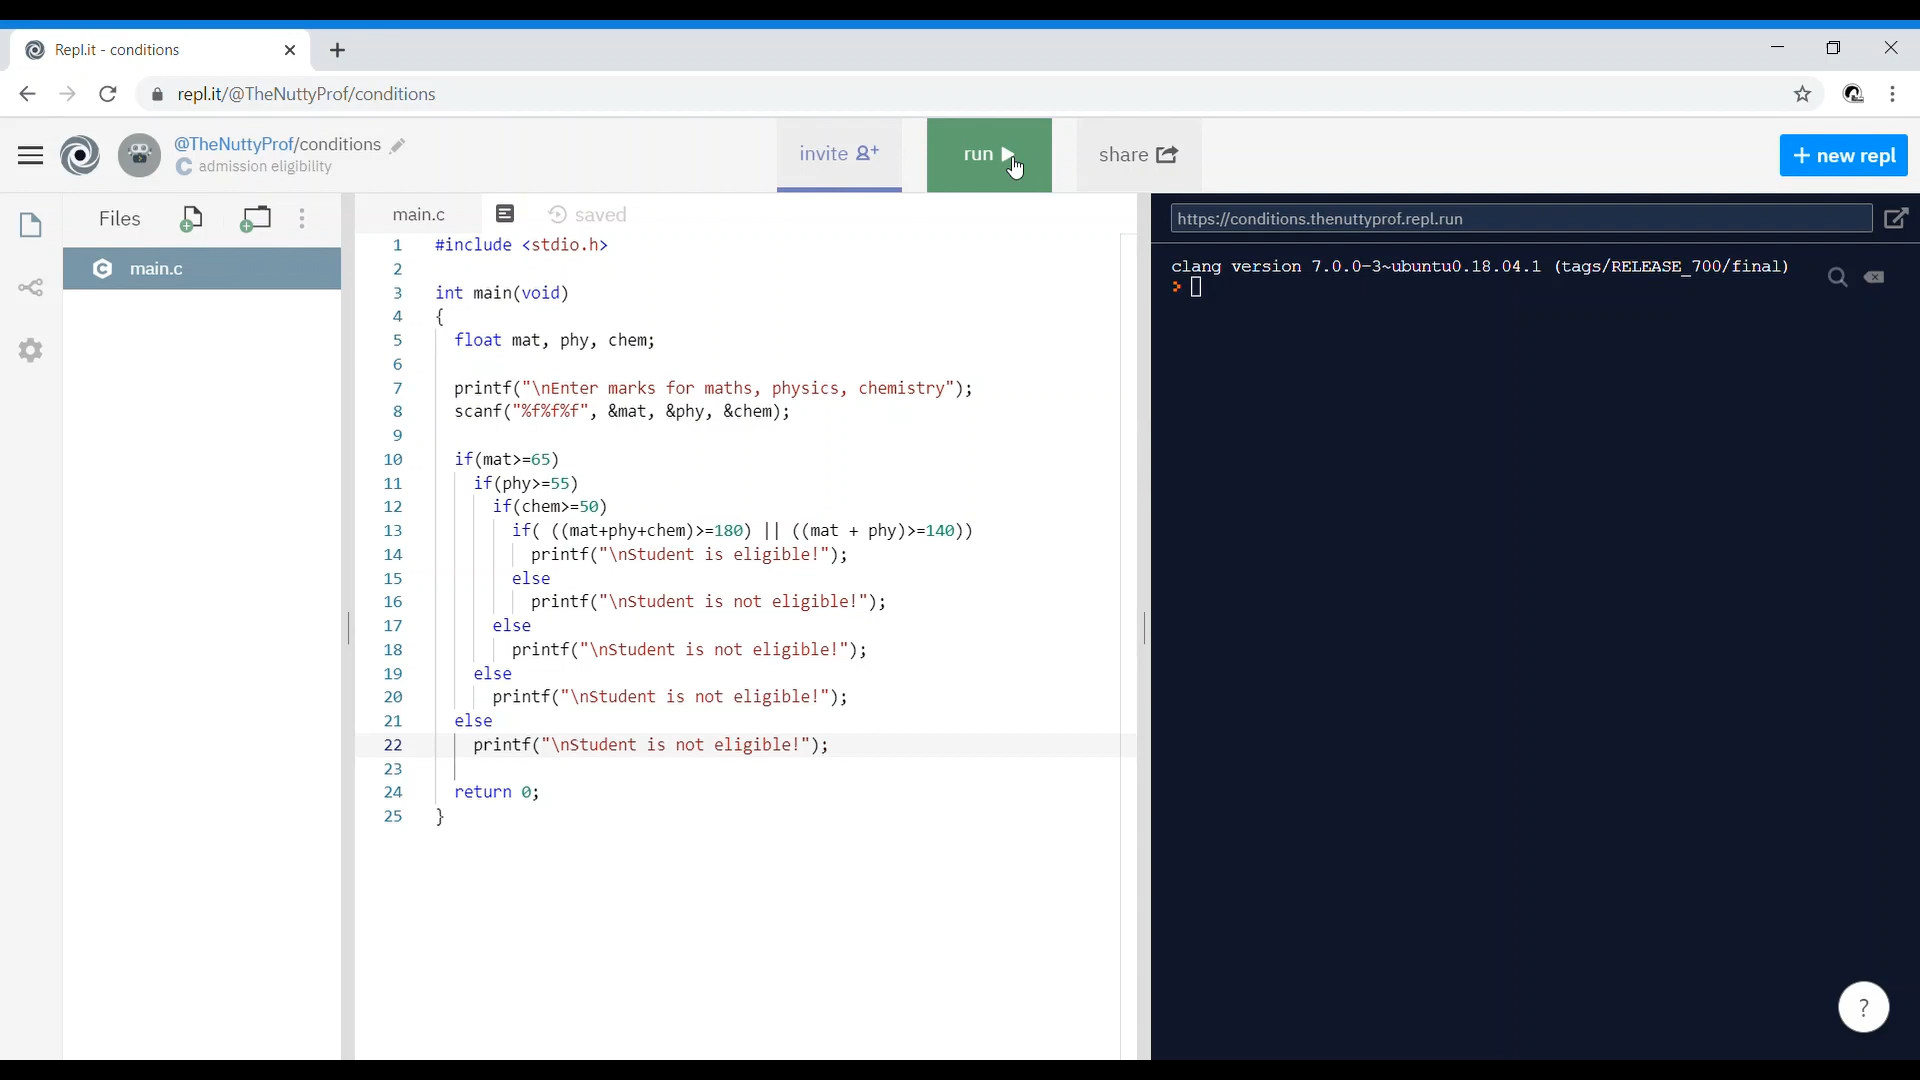 Repl.it - conditions
repl.it/@TheNuttyProf/conditions
@TheNuttyProf/conditions
C admission eligibility
invite
run
share
+ new repl
Files
main.c
main.c
saved
1 #include <stdio.h>
2
3 int main(void)
4 {
5 float mat, phy, chem;
6
7 printf("\nEnter marks for maths, physics, chemistry");
8 scanf("%f%f%f", &mat, &phy, &chem);
9
10 if(mat>=65)
11 if(phy>=55)
12 if(chem>=50)
13 if( ((mat+phy+chem)>=180) || ((mat + phy)>=140))
14 printf("\nStudent is eligible!");
15 else
16 printf("\nStudent is not eligible!");
17 else
18 printf("\nStudent is not eligible!");
19 else
20 printf("\nStudent is not eligible!");
21 else
22 printf("\nStudent is not eligible!");
23
24 return 0;
25 }
https://conditions.thenuttyprof.repl.run
clang version 7.0.0-3~ubuntu0.18.04.1 (tags/RELEASE_700/final)
>
?